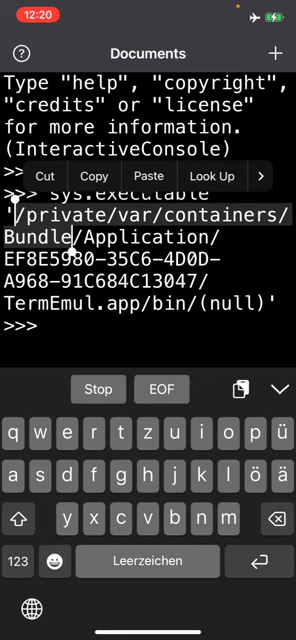 12:20
? Documents +
Type "help", "copyright",
"credits" or "license"
for more information.
(InteractiveConsole)
>>
Cut Copy Paste Look Up >
>>> sys.executable
'/private/var/containers/
Bundle/Application/
EF8E5980-35C6-4D0D-
A968-91C684C13047/
TermEmul.app/bin/(null)'
>>>
Stop EOF
q w e r t z u i o p ü
a s d f g h j k l ö ä
y x c v b n m
123 Leerzeichen